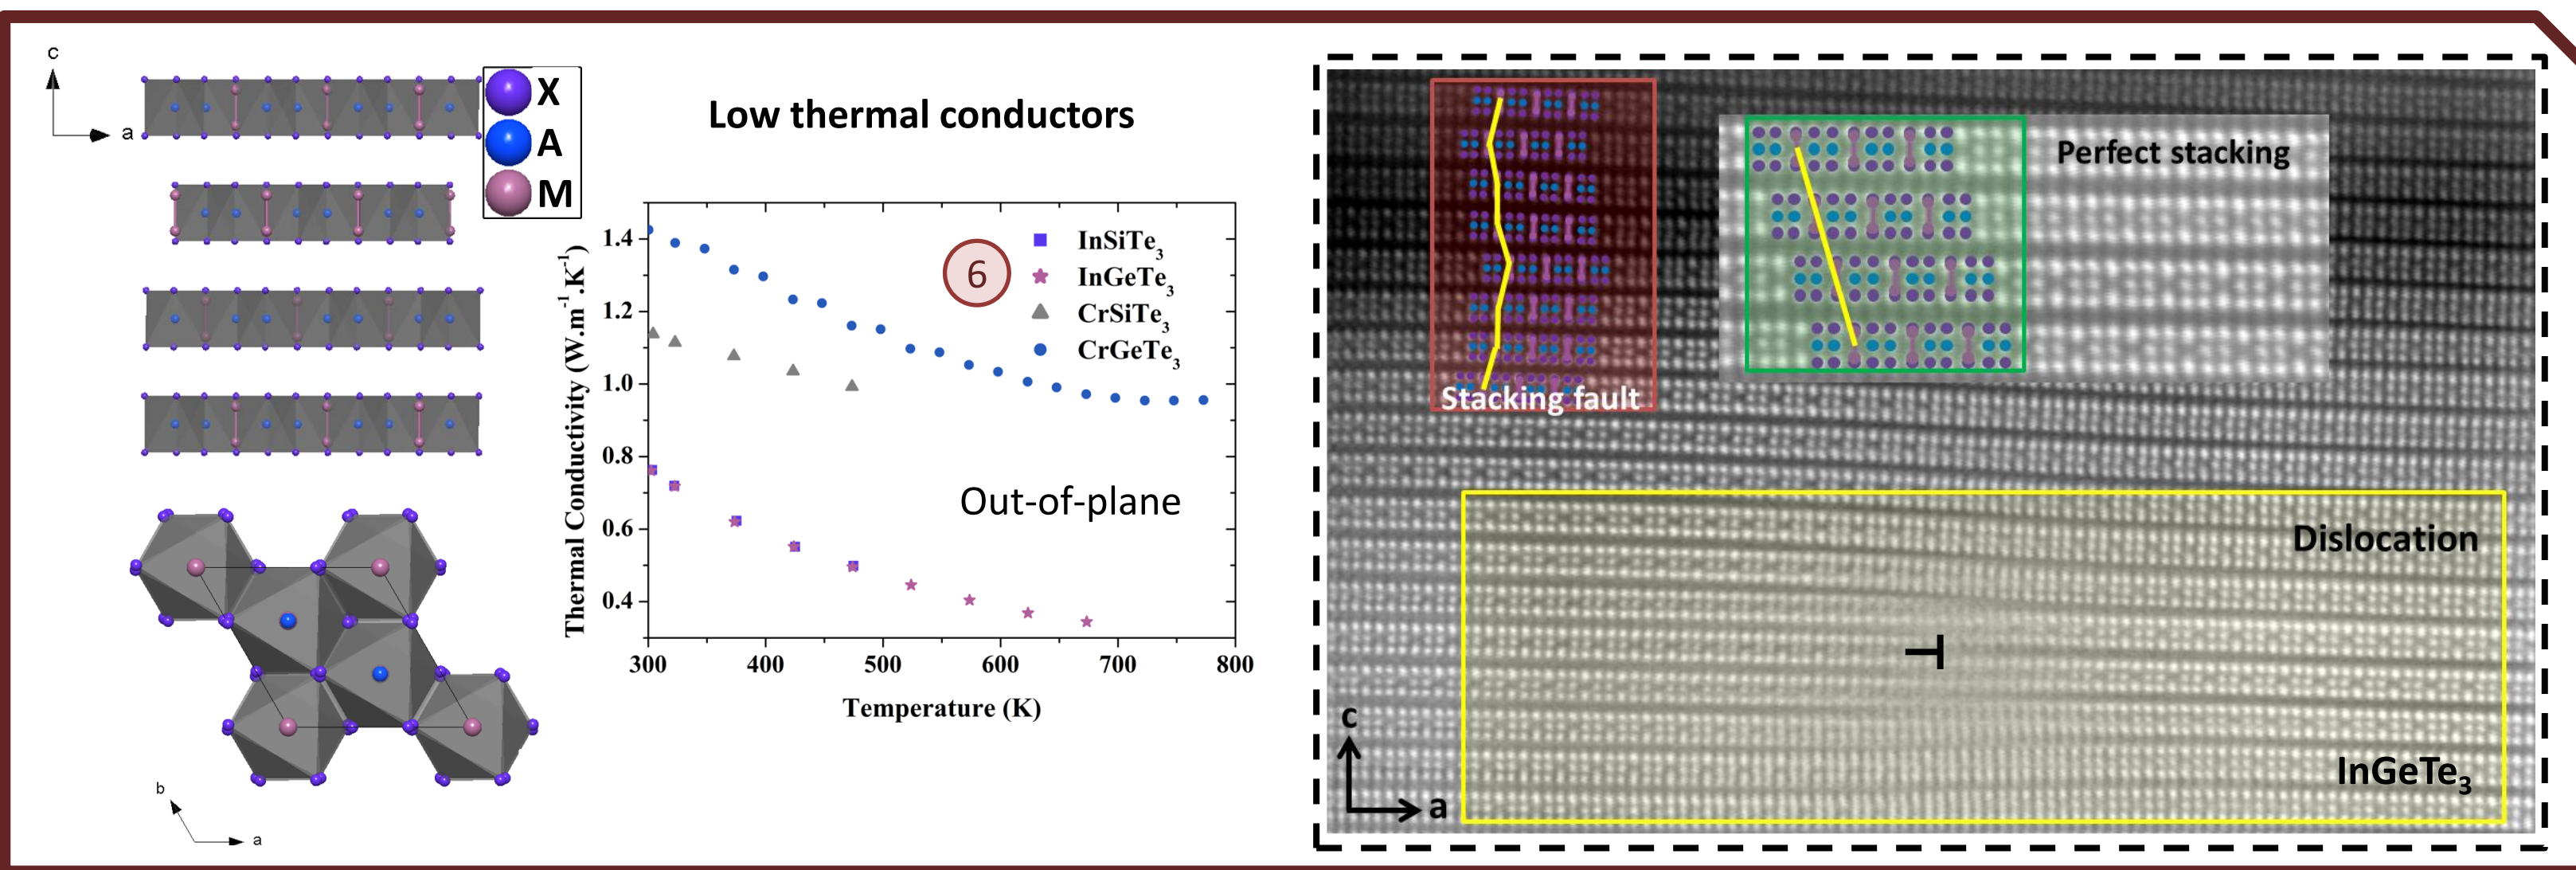 c
a
X
A
M
b
a
Low thermal conductors
Thermal Conductivity (W.m⁻¹.K⁻¹)
1.4
1.2
1.0
0.8
0.6
0.4
300 400 500 600 700 800
Temperature (K)
6
InSiTe₃
InGeTe₃
CrSiTe₃
CrGeTe₃
Out-of-plane
Stacking fault
Perfect stacking
Dislocation
InGeTe₃
c
a